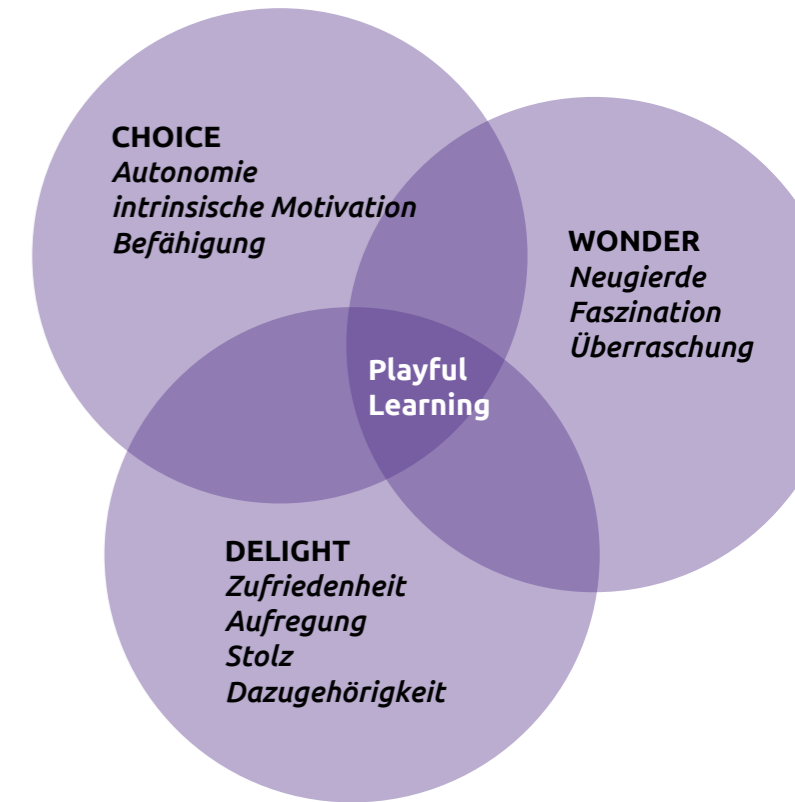 CHOICE
Autonomie
intrinsische Motivation
Befähigung
WONDER
Neugierde
Faszination
Überraschung
Playful
Learning
DELIGHT
Zufriedenheit
Aufregung
Stolz
Dazugehörigkeit